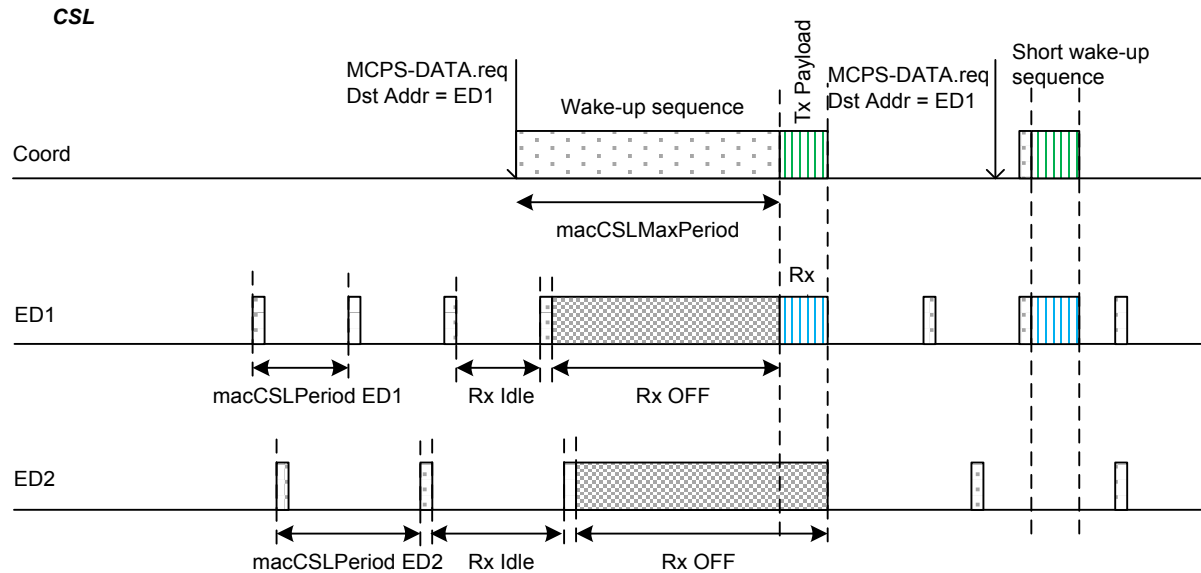 CSL
MCPS-DATA.req
Dst Addr = ED1
Wake-up sequence
Tx Payload
MCPS-DATA.req
Dst Addr = ED1
Short wake-up
sequence
Coord
macCSLMaxPeriod
Rx
ED1
macCSLPeriod ED1
Rx Idle
Rx OFF
ED2
macCSLPeriod ED2
Rx Idle
Rx OFF